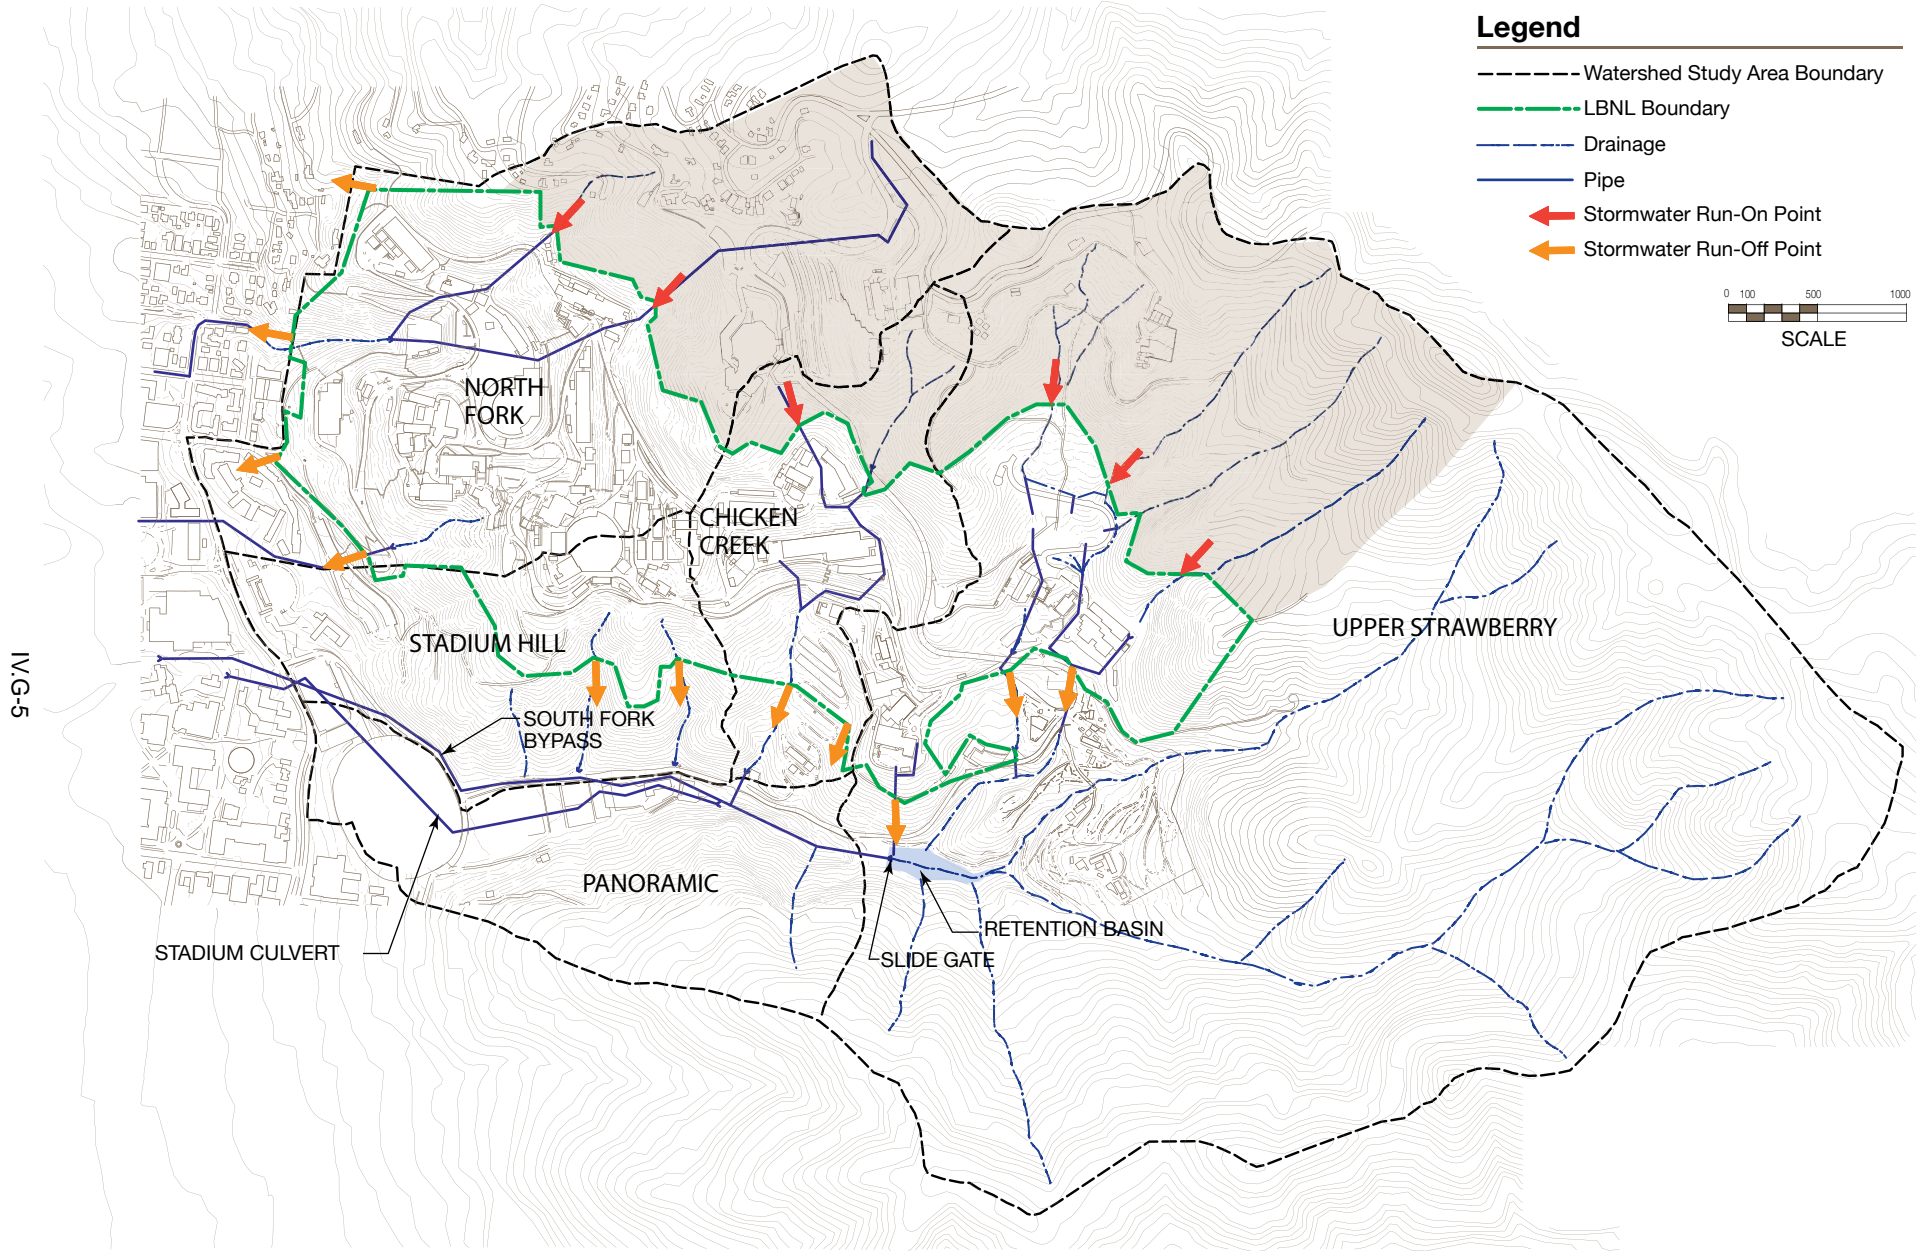 Legend
Watershed Study Area Boundary
LBNL Boundary
Drainage
Pipe
Stormwater Run-On Point
Stormwater Run-Off Point
0 100 500 1000
SCALE
NORTH
FORK
CHICKEN
CREEK
STADIUM HILL
UPPER STRAWBERRY
SOUTH FORK
BYPASS
PANORAMIC
RETENTION BASIN
STADIUM CULVERT
SLIDE GATE
IV.G-5